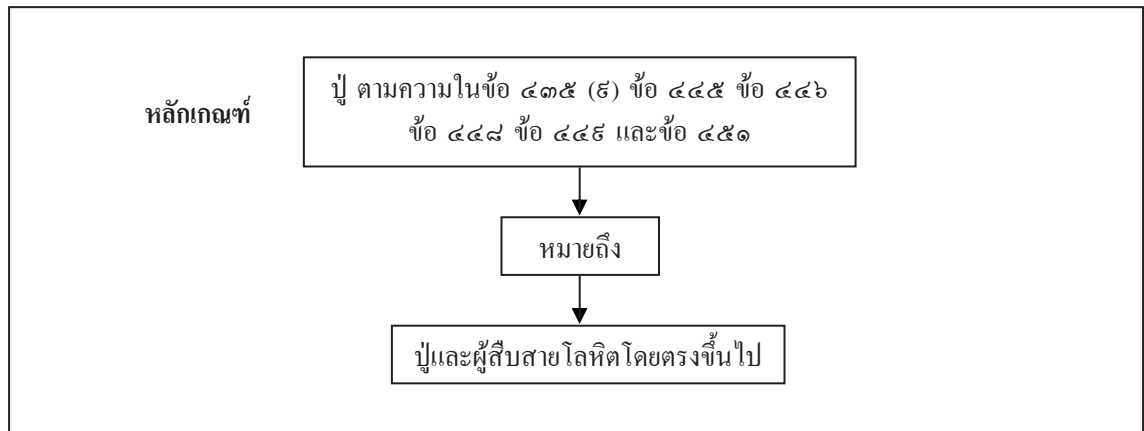 หลักเกณฑ์
ปู่ ตามความในข้อ ๔๓๕ (๙) ข้อ ๔๔๕ ข้อ ๔๔๖
ข้อ ๔๔๘ ข้อ ๔๔๙ และข้อ ๔๕๑
หมายถึง
ปู่และผู้สืบสายโลหิตโดยตรงขึ้นไป